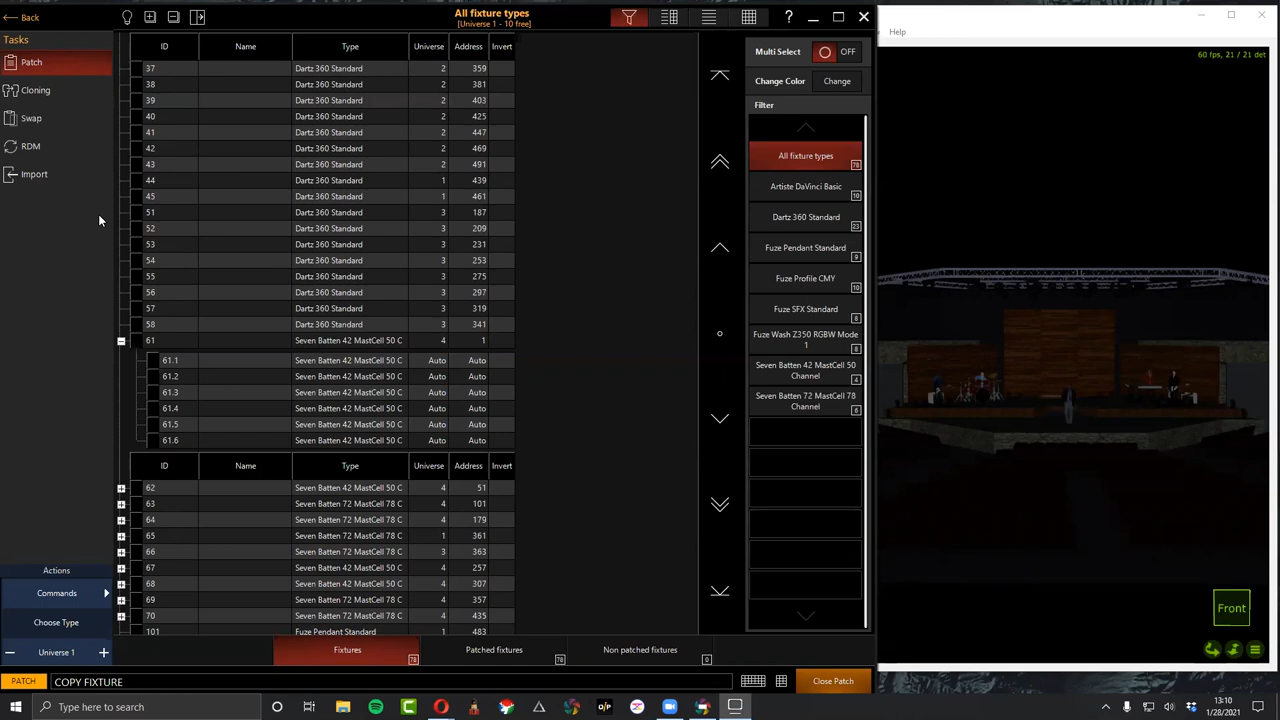 Back
All fixture types
[Universe 1 - 10 free]
Help
Tasks
Patch
Cloning
Swap
RDM
Import
ID Name Type Universe Address Invert
37 Dartz 360 Standard 2 359
38 Dartz 360 Standard 2 381
39 Dartz 360 Standard 2 403
40 Dartz 360 Standard 2 425
41 Dartz 360 Standard 2 447
42 Dartz 360 Standard 2 469
43 Dartz 360 Standard 2 491
44 Dartz 360 Standard 1 439
45 Dartz 360 Standard 1 461
51 Dartz 360 Standard 3 187
52 Dartz 360 Standard 3 209
53 Dartz 360 Standard 3 231
54 Dartz 360 Standard 3 253
55 Dartz 360 Standard 3 275
56 Dartz 360 Standard 3 297
57 Dartz 360 Standard 3 319
58 Dartz 360 Standard 3 341
61 Seven Batten 42 MastCell 50 C 4 1
61.1 Seven Batten 42 MastCell 50 C Auto Auto
61.2 Seven Batten 42 MastCell 50 C Auto Auto
61.3 Seven Batten 42 MastCell 50 C Auto Auto
61.4 Seven Batten 42 MastCell 50 C Auto Auto
61.5 Seven Batten 42 MastCell 50 C Auto Auto
61.6 Seven Batten 42 MastCell 50 C Auto Auto
ID Name Type Universe Address Invert
62 Seven Batten 42 MastCell 50 C 4 51
63 Seven Batten 72 MastCell 78 C 4 101
64 Seven Batten 72 MastCell 78 C 4 179
65 Seven Batten 72 MastCell 78 C 1 361
66 Seven Batten 72 MastCell 78 C 3 363
67 Seven Batten 42 MastCell 50 C 4 257
68 Seven Batten 42 MastCell 50 C 4 307
69 Seven Batten 72 MastCell 78 C 4 357
70 Seven Batten 72 MastCell 78 C 4 435
101 Fuze Pendant Standard 1 483
Multi Select OFF
Change Color Change
Filter
All fixture types 78
Artiste DaVinci Basic 10
Dartz 360 Standard 23
Fuze Pendant Standard 9
Fuze Profile CMY 10
Fuze SFX Standard 8
Fuze Wash Z350 RGBW Mode
1 8
Seven Batten 42 MastCell 50
Channel 4
Seven Batten 72 MastCell 78
Channel 6
60 fps, 21 / 21 det
Front
Actions
Commands
Choose Type
Universe 1
Fixtures 78
Patched fixtures 78
Non patched fixtures 0
PATCH COPY FIXTURE
Close Patch
Type here to search
O/P
13:10
1/28/2021